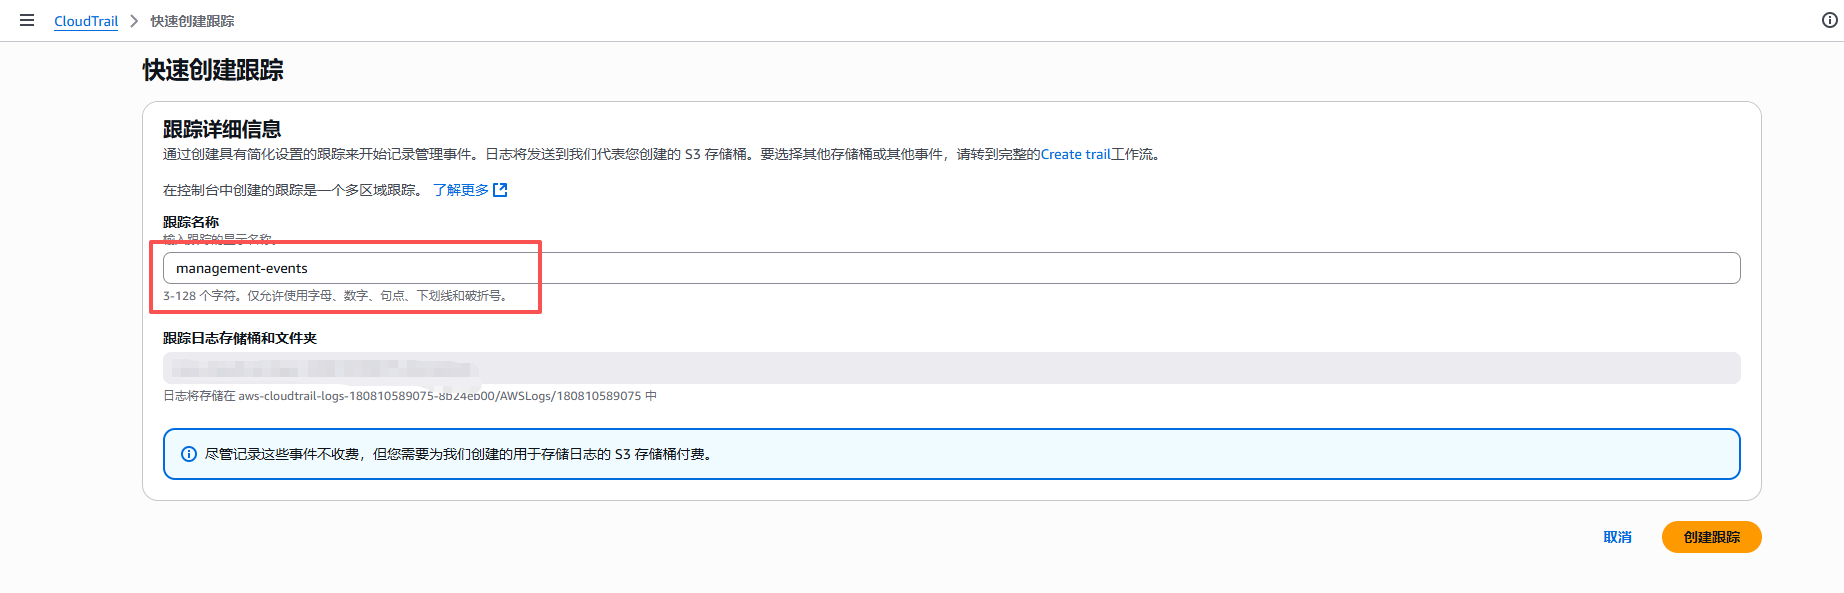 CloudTrail > 快速创建跟踪
快速创建跟踪
跟踪详细信息
通过创建具有简化设置的跟踪来开始记录管理事件。日志将发送到我们代表您创建的 S3 存储桶。要选择其他存储桶或其他事件，请转到完整的Create trail工作流。
在控制台中创建的跟踪是一个多区域跟踪。 了解更多
跟踪名称
输入跟踪的显示名称。
management-events
3-128 个字符。仅允许使用字母、数字、句点、下划线和破折号。
跟踪日志存储桶和文件夹
日志将存储在 aws-cloudtrail-logs-180810589075-8b24eb00/AWSLogs/180810589075 中
尽管记录这些事件不收费，但您需要为我们创建的用于存储日志的 S3 存储桶付费。
取消
创建跟踪